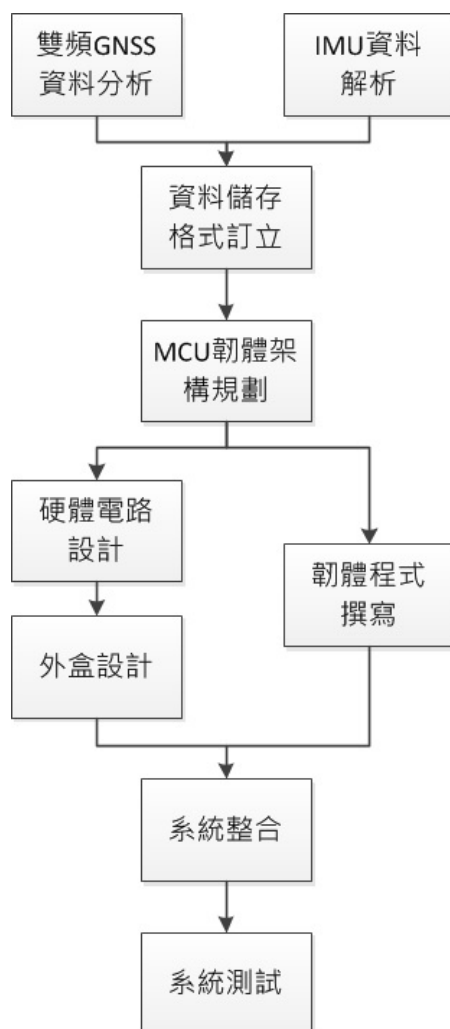 雙頻GNSS
資料分析
IMU資料
解析
資料儲存
格式訂立
MCU韌體架
構規劃
硬體電路
設計
韌體程式
撰寫
外盒設計
系統整合
系統測試